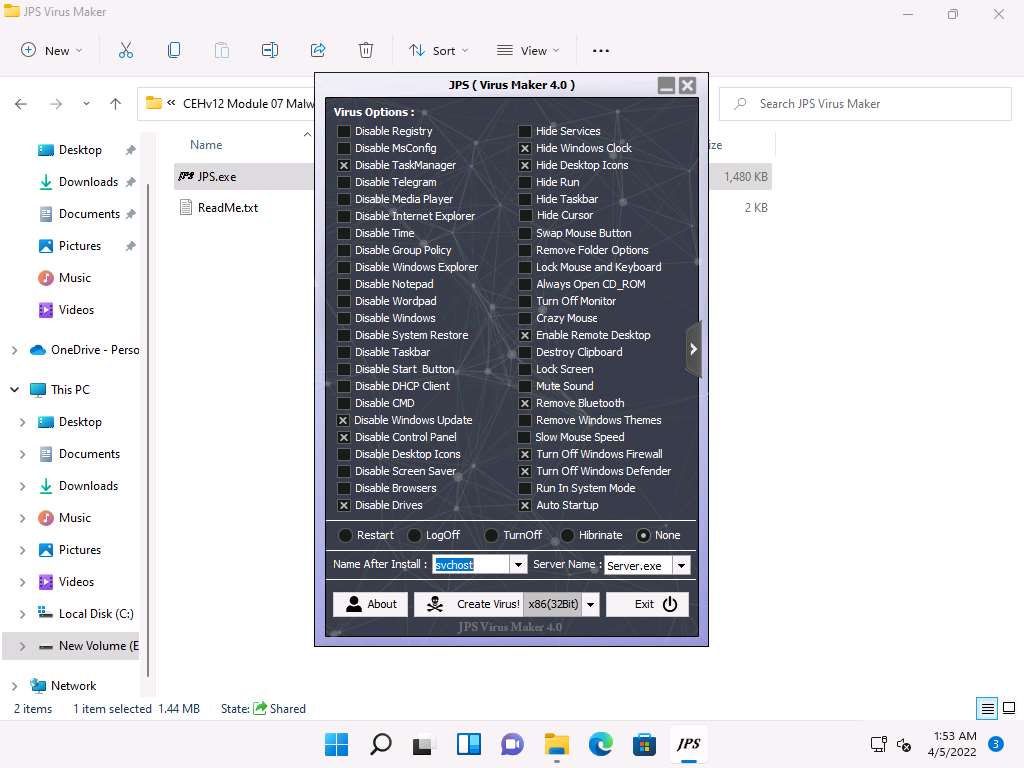 JPS Virus Maker
New
Sort
View
CEHv12 Module 07 Malw
Search JPS Virus Maker
Desktop
Downloads
Documents
Pictures
Music
Videos
OneDrive - Perso
This PC
Desktop
Documents
Downloads
Music
Pictures
Videos
Local Disk (C:)
New Volume (E
Network
Name
ize
JPS JPS.exe
1,480 KB
ReadMe.txt
2 KB
JPS ( Virus Maker 4.0 )
Virus Options :
Disable Registry
Disable MsConfig
Disable TaskManager
Disable Telegram
Disable Media Player
Disable Internet Explorer
Disable Time
Disable Group Policy
Disable Windows Explorer
Disable Notepad
Disable Wordpad
Disable Windows
Disable System Restore
Disable Taskbar
Disable Start Button
Disable DHCP Client
Disable CMD
Disable Windows Update
Disable Control Panel
Disable Desktop Icons
Disable Screen Saver
Disable Browsers
Disable Drives
Hide Services
Hide Windows Clock
Hide Desktop Icons
Hide Run
Hide Taskbar
Hide Cursor
Swap Mouse Button
Remove Folder Options
Lock Mouse and Keyboard
Always Open CD_ROM
Turn Off Monitor
Crazy Mouse
Enable Remote Desktop
Destroy Clipboard
Lock Screen
Mute Sound
Remove Bluetooth
Remove Windows Themes
Slow Mouse Speed
Turn Off Windows Firewall
Turn Off Windows Defender
Run In System Mode
Auto Startup
Restart LogOff TurnOff Hibrinate None
Name After Install : svchost Server Name : Server.exe
About Create Virus! x86(32Bit) Exit
JPS Virus Maker 4.0
2 items 1 item selected 1.44 MB State: Shared
JPS
1:53 AM
4/5/2022
3